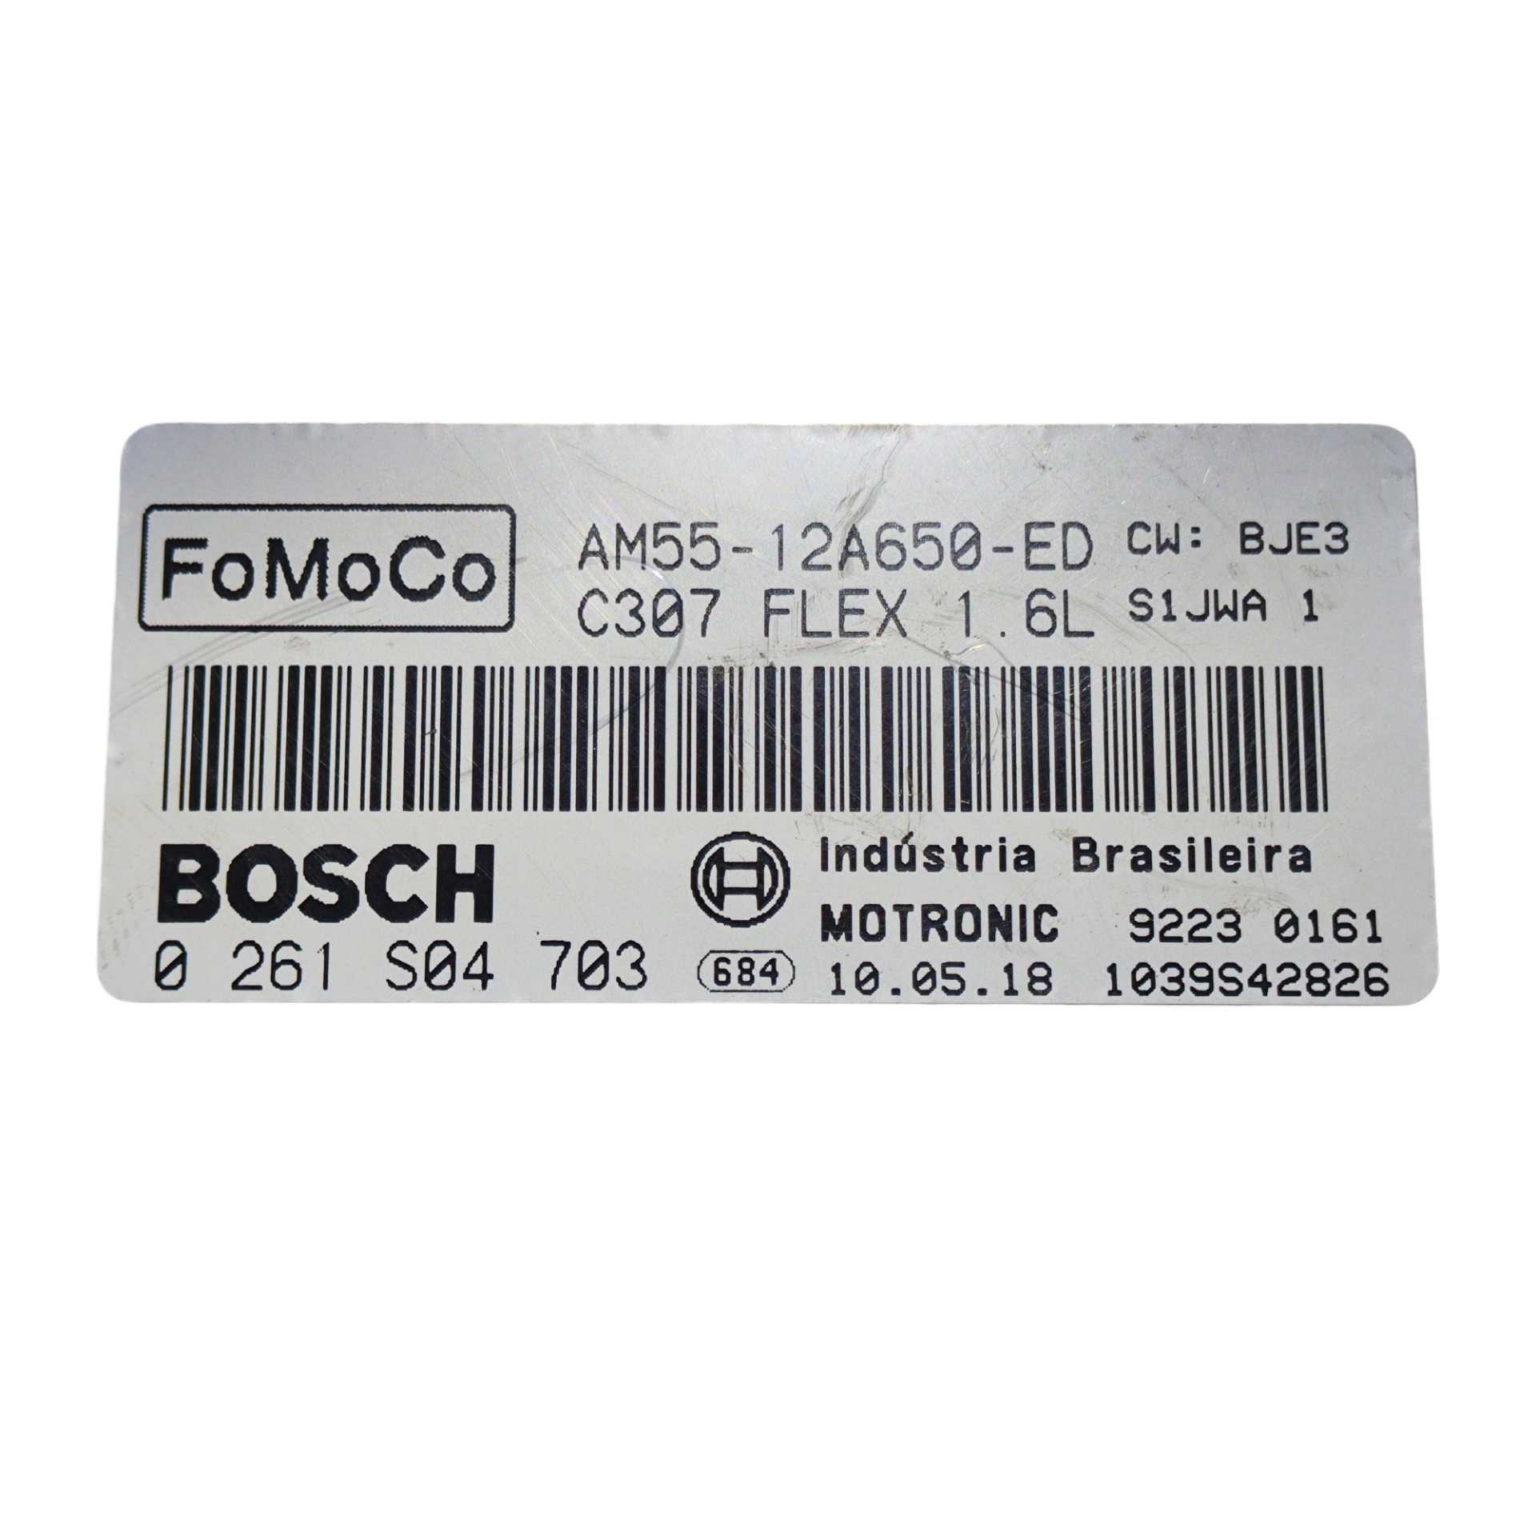 FoMoCo
AM55-12A650-ED CW: BJE3
C307 FLEX 1.6L S1JWA 1
BOSCH Indústria Brasileira
MOTRONIC 9223 0161
0 261 S04 703 684 10.05.18 1039S42826